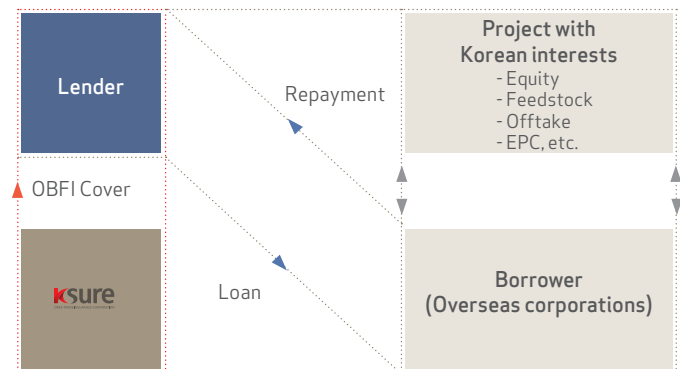 Lender
Repayment
Project with
Korean interests
- Equity
- Feedstock
- Offtake
- EPC, etc.
OBFI Cover
Ksure
Loan
Borrower
(Overseas corporations)